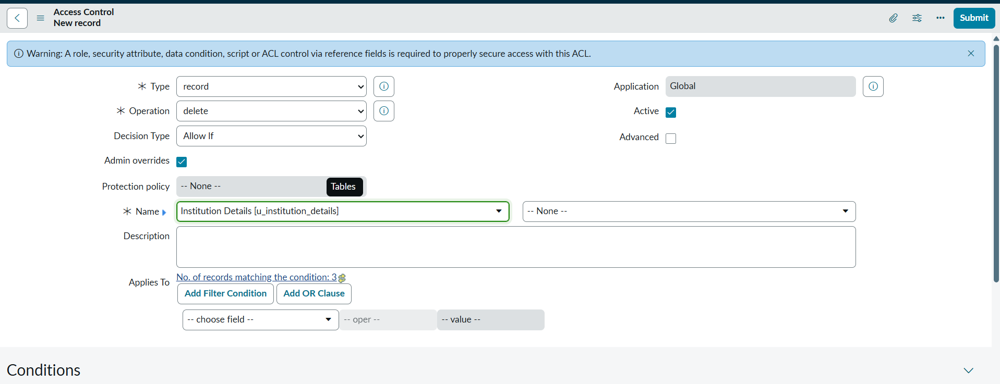 Access Control
New record
Submit
Warning: A role, security attribute, data condition, script or ACL control via reference fields is required to properly secure access with this ACL.
Type
record
Application
Global
Operation
delete
Active
Decision Type
Allow If
Advanced
Admin overrides
Protection policy
-- None --
Tables
Name
Institution Details [u_institution_details]
-- None --
Description
Applies To
No. of records matching the condition: 3
Add Filter Condition
Add OR Clause
-- choose field --
-- oper --
-- value --
Conditions